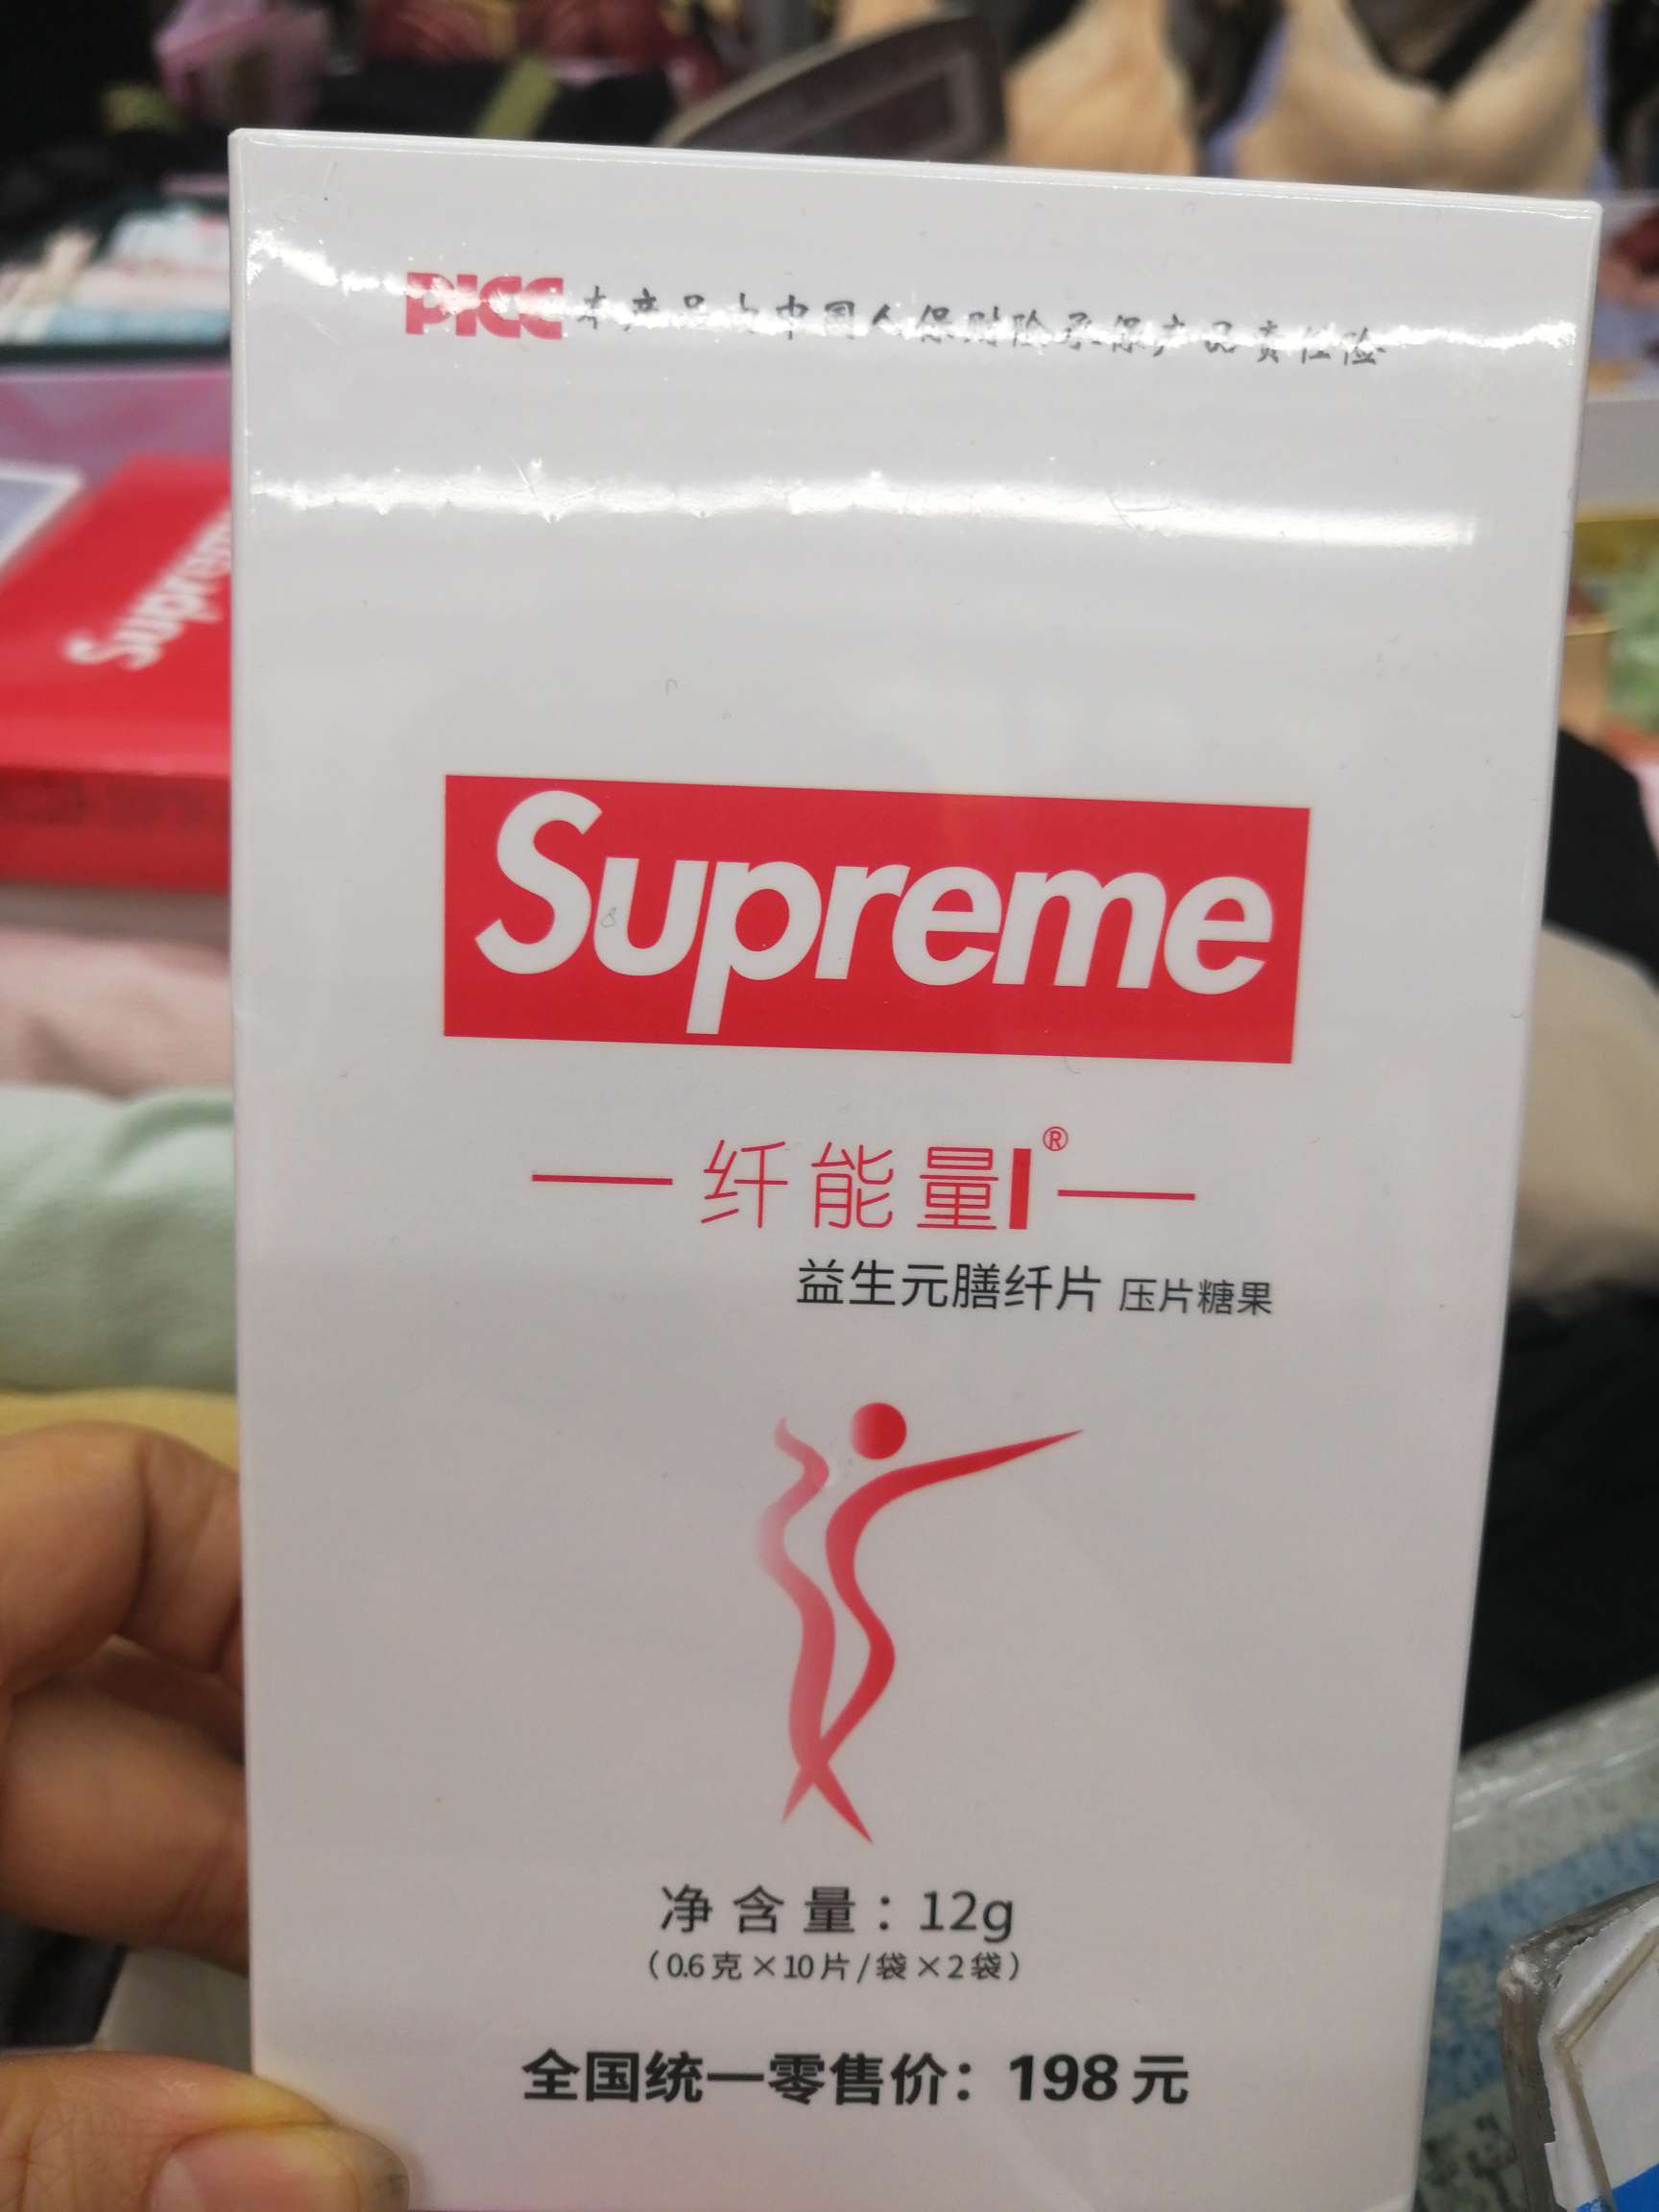 PICC 本产品由中国人保财险承保产品责任险
Supreme
Supreme
纤能量®
益生元膳纤片 压片糖果
净含量：12g
（0.6克×10片/袋×2袋）
全国统一零售价：198元